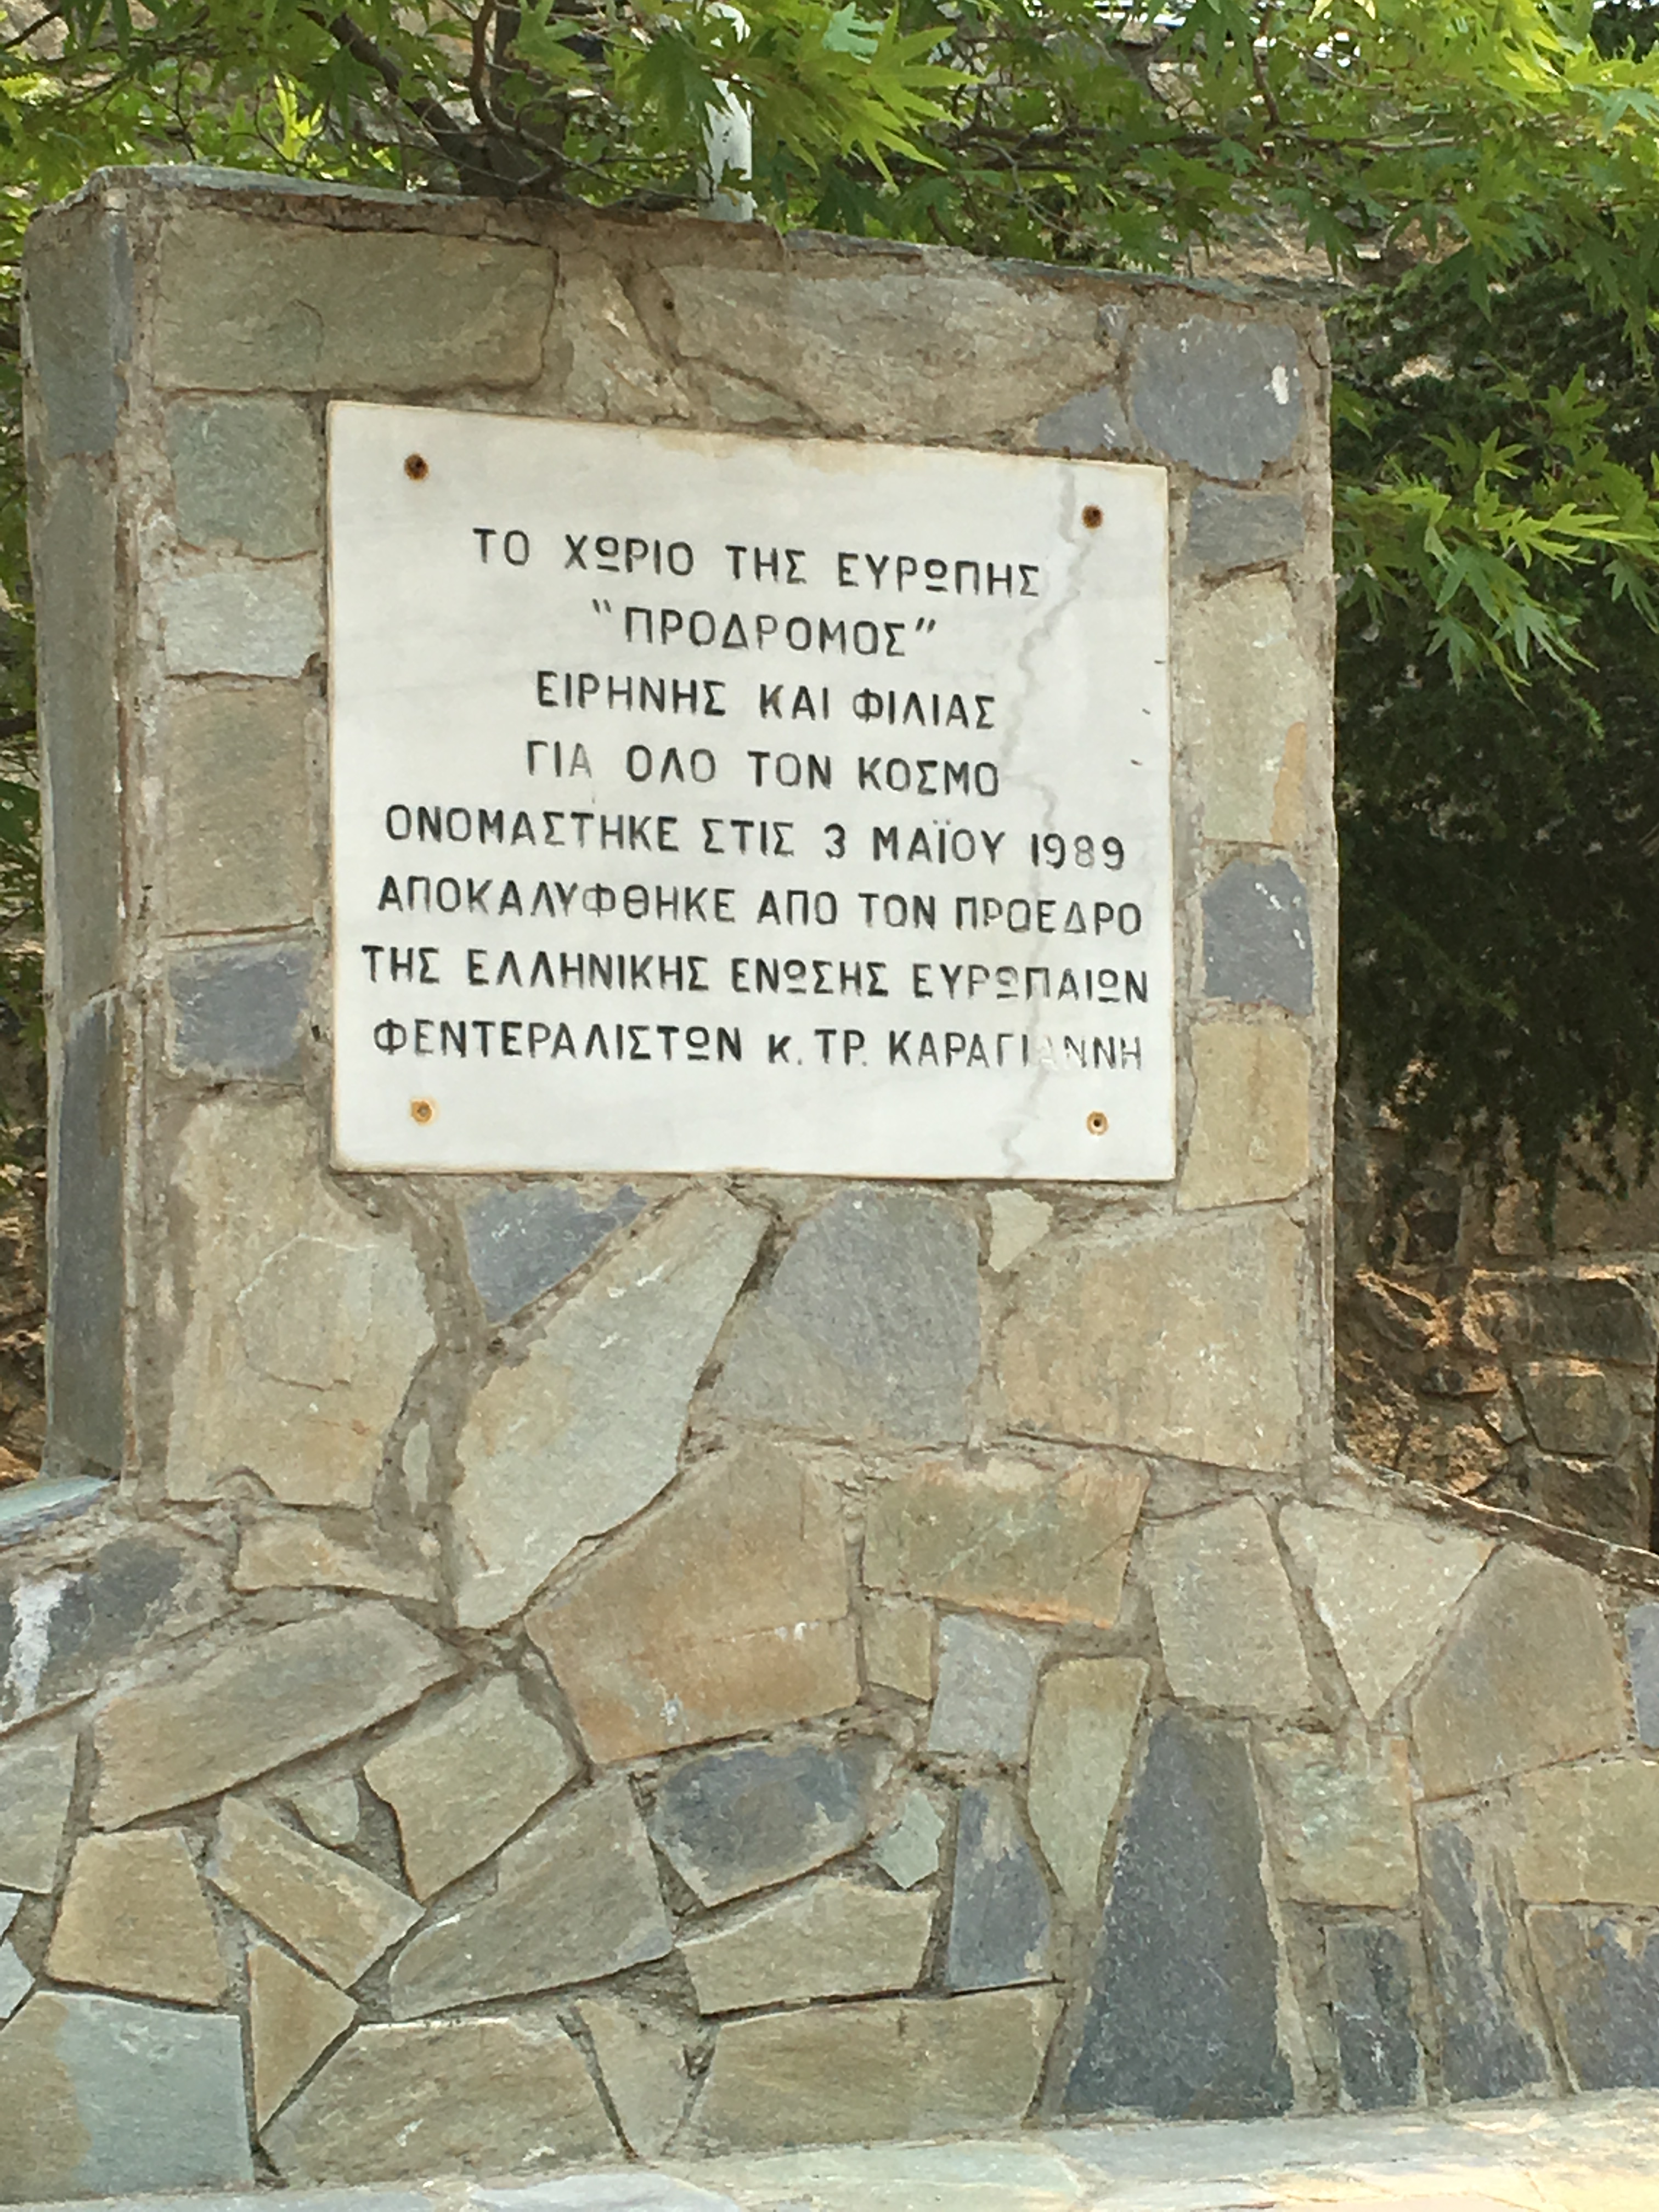 ΤΟ ΧΩΡΙΟ ΤΗΣ ΕΥΡΩΠΗΣ
"ΠΡΟΔΡΟΜΟΣ"
ΕΙΡΗΝΗΣ ΚΑΙ ΦΙΛΙΑΣ
ΓΙΑ ΟΛΟ ΤΟΝ ΚΟΣΜΟ
ΟΝΟΜΑΣΤΗΚΕ ΣΤΙΣ 3 ΜΑΪΟΥ 1989
ΑΠΟΚΑΛΥΦΘΗΚΕ ΑΠΟ ΤΟΝ ΠΡΟΕΔΡΟ
ΤΗΣ ΕΛΛΗΝΙΚΗΣ ΕΝΩΣΗΣ ΕΥΡΩΠΑΙΩΝ
ΦΕΝΤΕΡΑΛΙΣΤΩΝ κ. ΤΡ. ΚΑΡΑΓΙΑΝΝΗ